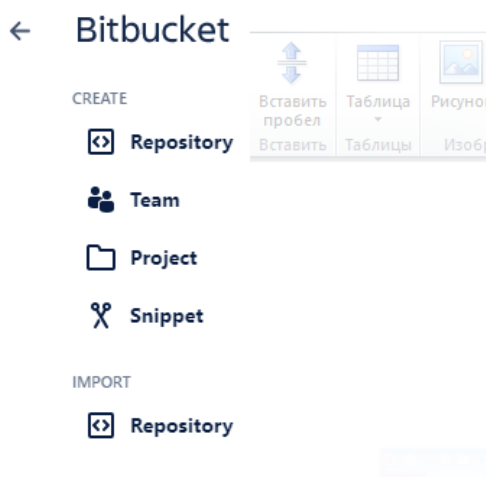 Bitbucket
CREATE
Repository
Team
Project
Snippet
IMPORT
Repository
Вставить Таблица
пробел
Вставить Таблицы